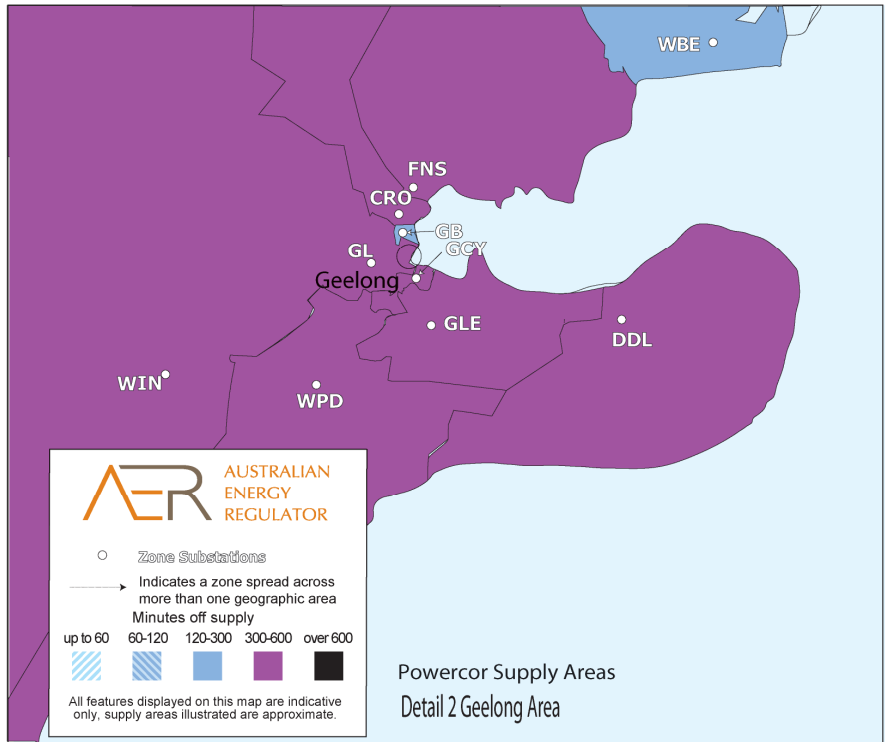 WBE
FNS
CRO
GB
GCY
GL
Geelong
GLE
DDL
WIN
WPD
AER
AUSTRALIAN
ENERGY
REGULATOR
Zone Substations
Indicates a zone spread across
more than one geographic area
Minutes off supply
up to 60 60-120 120-300 300-600 over 600
All features displayed on this map are indicative
only, supply areas illustrated are approximate.
Powercor Supply Areas
Detail 2 Geelong Area